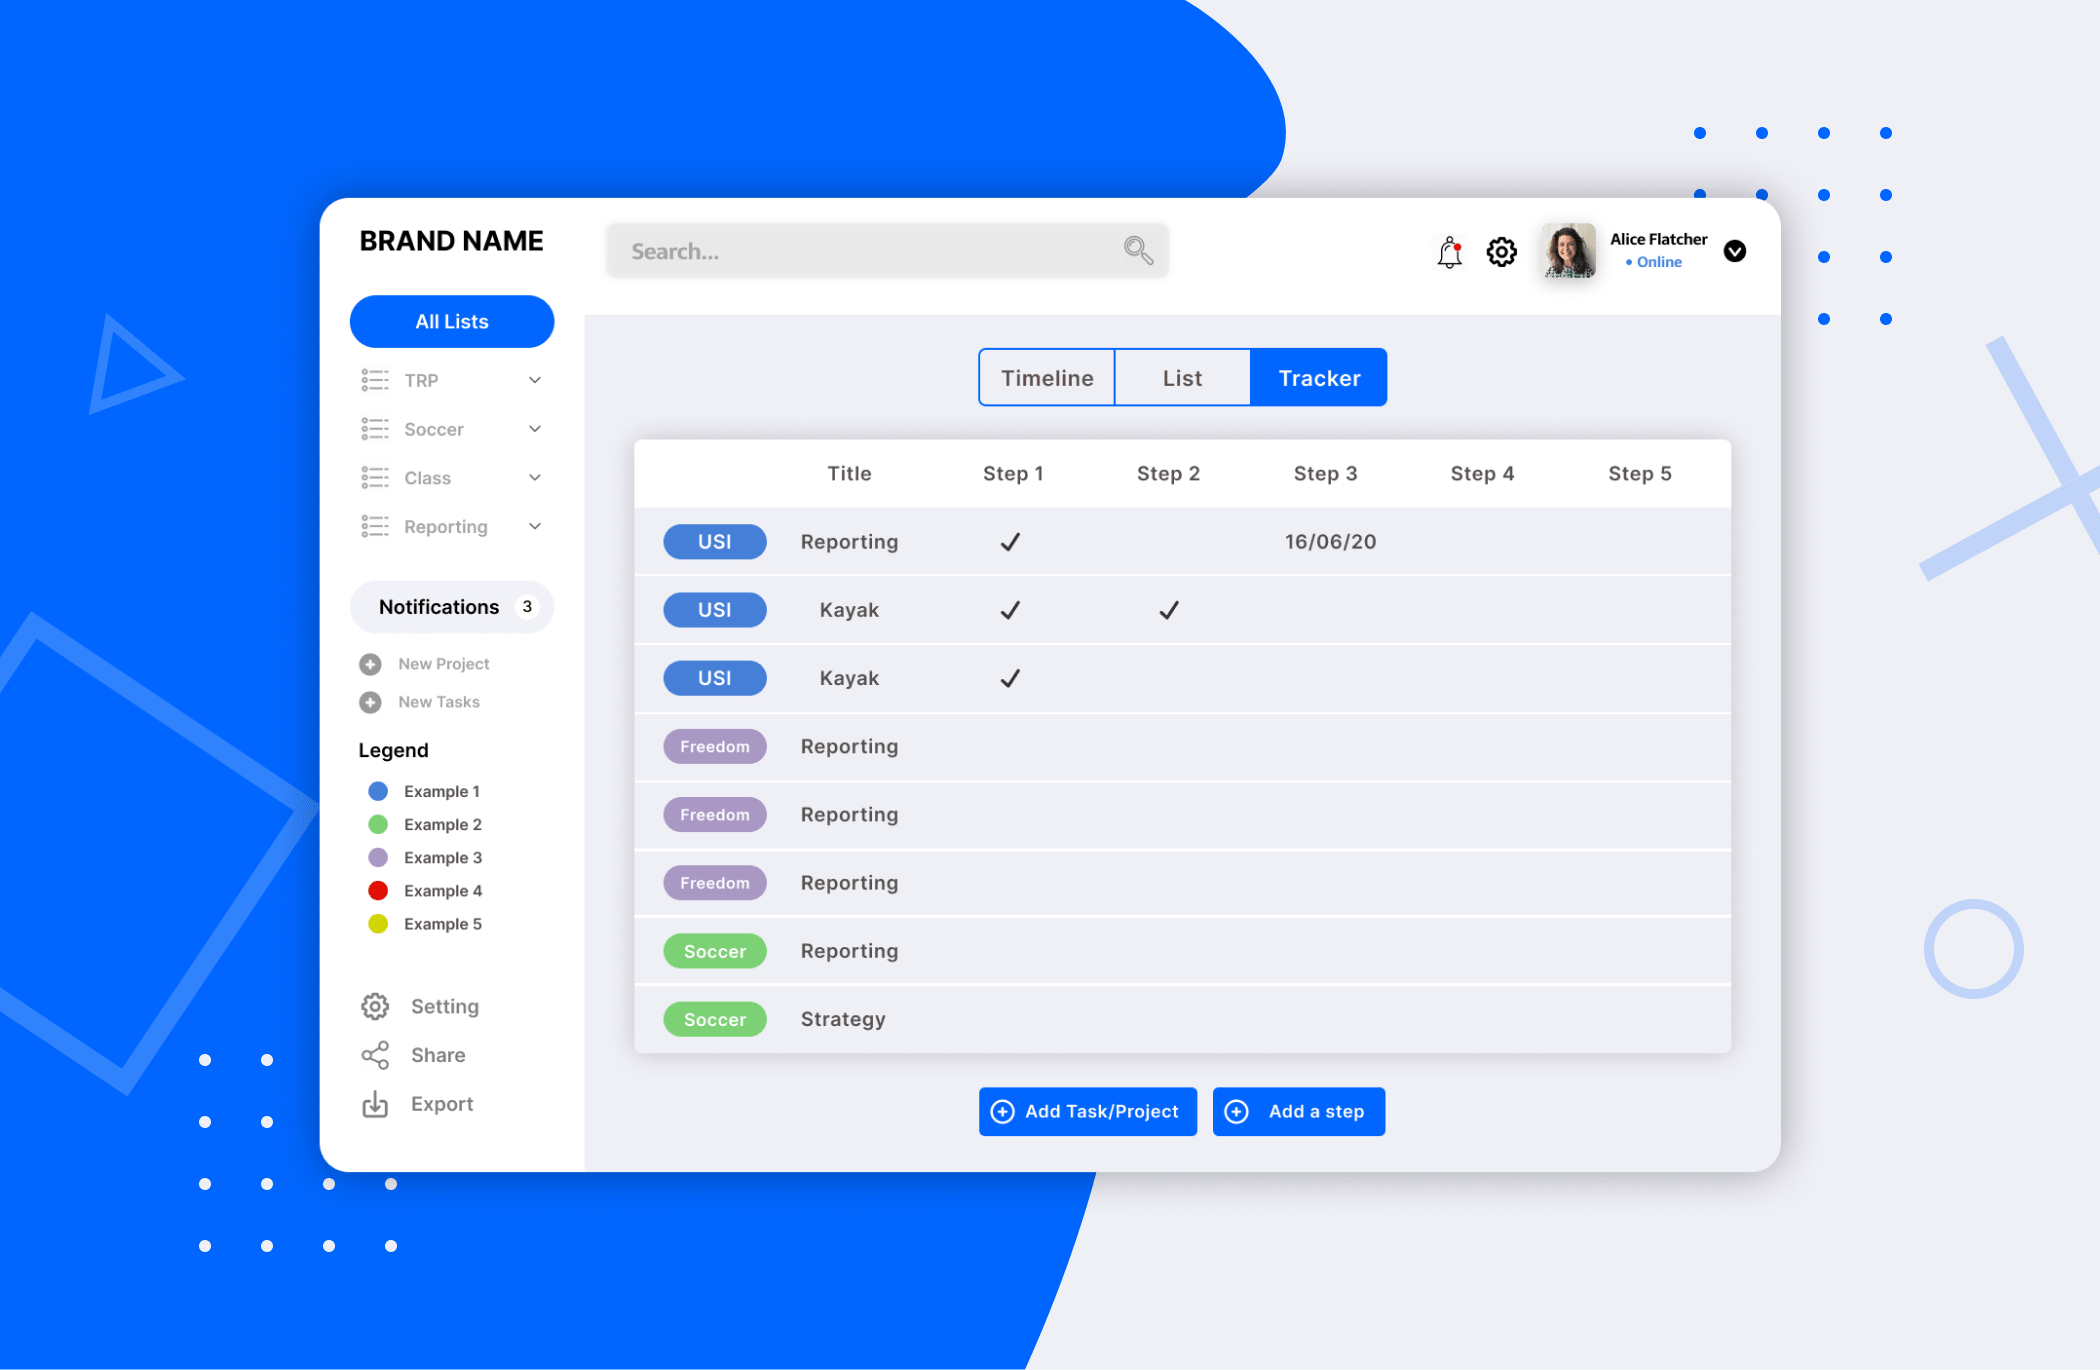 BRAND NAME
Search...
Alice Flatcher
• Online
All Lists
TRP
Soccer
Class
Reporting
Notifications 3
New Project
New Tasks
Legend
Example 1
Example 2
Example 3
Example 4
Example 5
Setting
Share
Export
Timeline List Tracker
Title Step 1 Step 2 Step 3 Step 4 Step 5
USI Reporting ✓ 16/06/20
USI Kayak ✓ ✓
USI Kayak ✓
Freedom Reporting
Freedom Reporting
Freedom Reporting
Soccer Reporting
Soccer Strategy
Add Task/Project Add a step